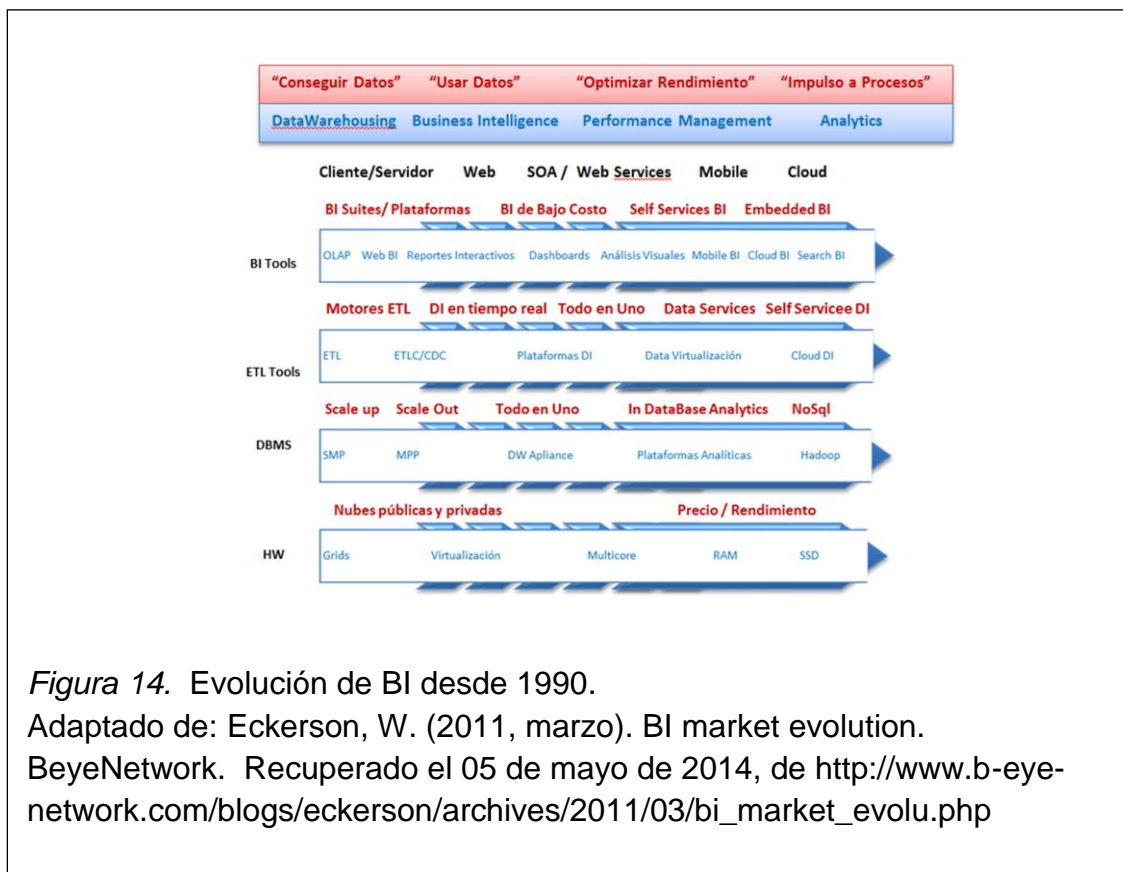 “Conseguir Datos” “Usar Datos” “Optimizar Rendimiento” “Impulso a Procesos”
DataWarehousing Business Intelligence Performance Management Analytics
Cliente/Servidor Web SOA / Web Services Mobile Cloud
BI Suites/ Plataformas BI de Bajo Costo Self Services BI Embedded BI
BI Tools OLAP Web BI Reportes Interactivos Dashboards Análisis Visuales Mobile BI Cloud BI Search BI
Motores ETL DI en tiempo real Todo en Uno Data Services Self Servicee DI
ETL Tools ETL ETLC/CDC Plataformas DI Data Virtualización Cloud DI
Scale up Scale Out Todo en Uno In DataBase Analytics NoSql
DBMS SMP MPP DW Apliance Plataformas Analíticas Hadoop
Nubes públicas y privadas Precio / Rendimiento
HW Grids Virtualización Multicore RAM SSD
Figura 14. Evolución de BI desde 1990.
Adaptado de: Eckerson, W. (2011, marzo). BI market evolution.
BeyeNetwork. Recuperado el 05 de mayo de 2014, de http://www.b-eye-
network.com/blogs/eckerson/archives/2011/03/bi_market_evolu.php